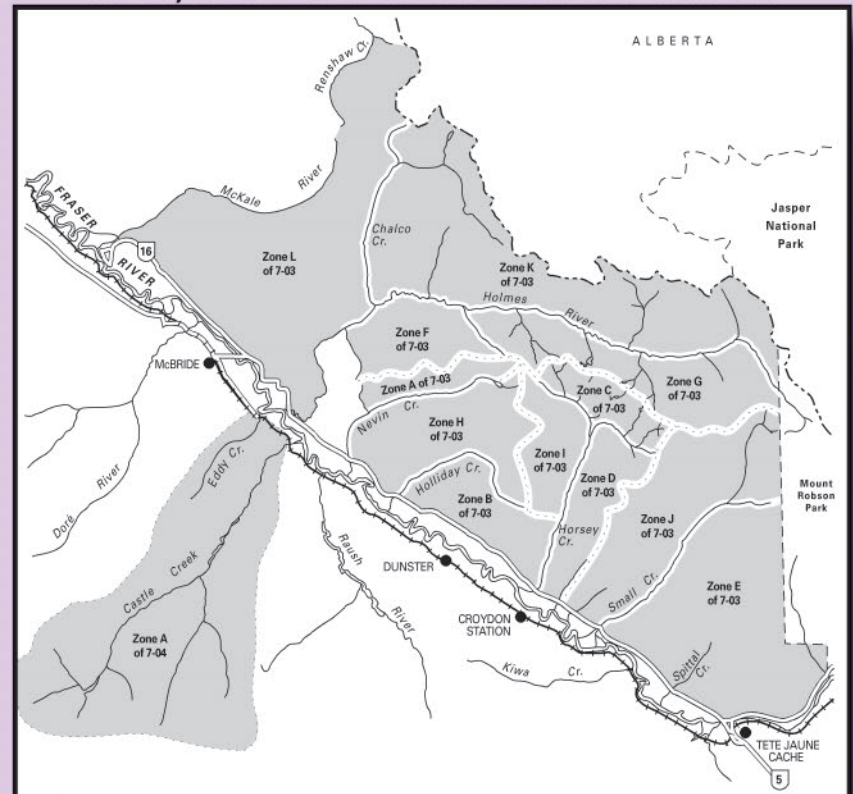 ALBERTA
Renshaw Cr.
McKale River
FRASER RIVER
16
Jasper
National
Park
Chalco
Cr.
Zone L
of 7-03
Zone K
of 7-03
Holmes River
Zone F
of 7-03
McBRIDE
Zone A of 7-03
Zone C
of 7-03
Zone G
of 7-03
Nevin Cr.
Zone H
of 7-03
Eddy Cr.
Zone I
of 7-03
Holliday Cr.
Zone D
of 7-03
Mount
Robson
Park
Doré River
Zone B
of 7-03
Horsey
Cr.
Zone J
of 7-03
Raush River
DUNSTER
Castle Creek
Small Cr.
Zone E
of 7-03
CROYDON
STATION
Zone A
of 7-04
Kiwa Cr.
Spittal
Cr.
TETE JAUNE
CACHE
5